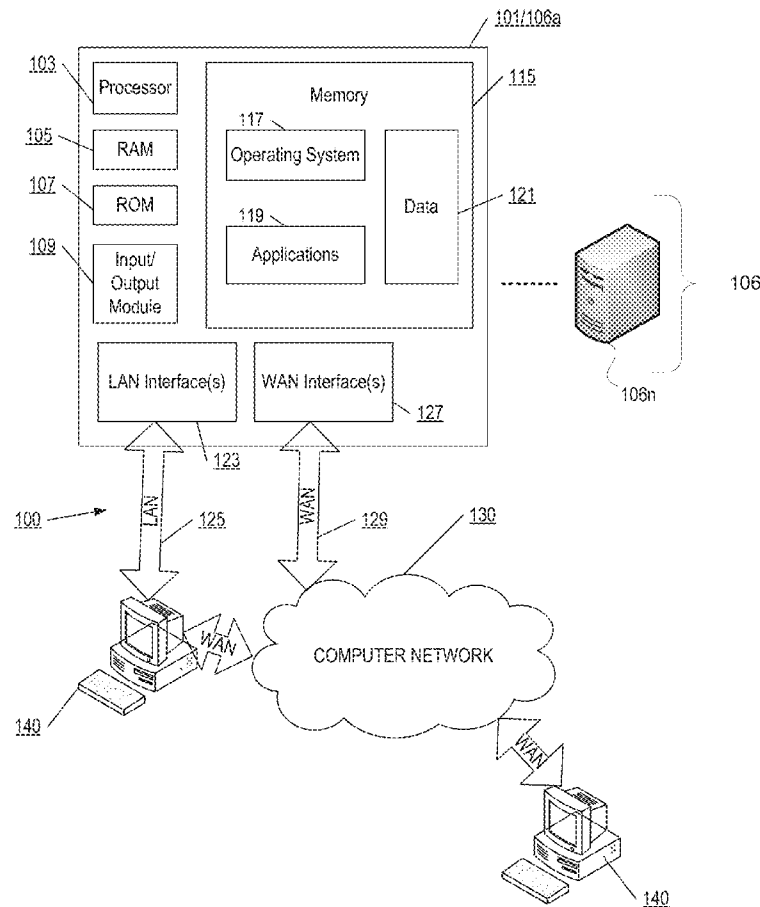 101/106a
103
Processor
105
RAM
107
ROM
109
Input/
Output
Module
Memory
115
117
Operating System
119
Applications
Data
121
106
106n
LAN Interface(s)
WAN Interface(s)
127
123
100
LAN
125
WAN
129
130
WAN
COMPUTER NETWORK
140
WAN
140